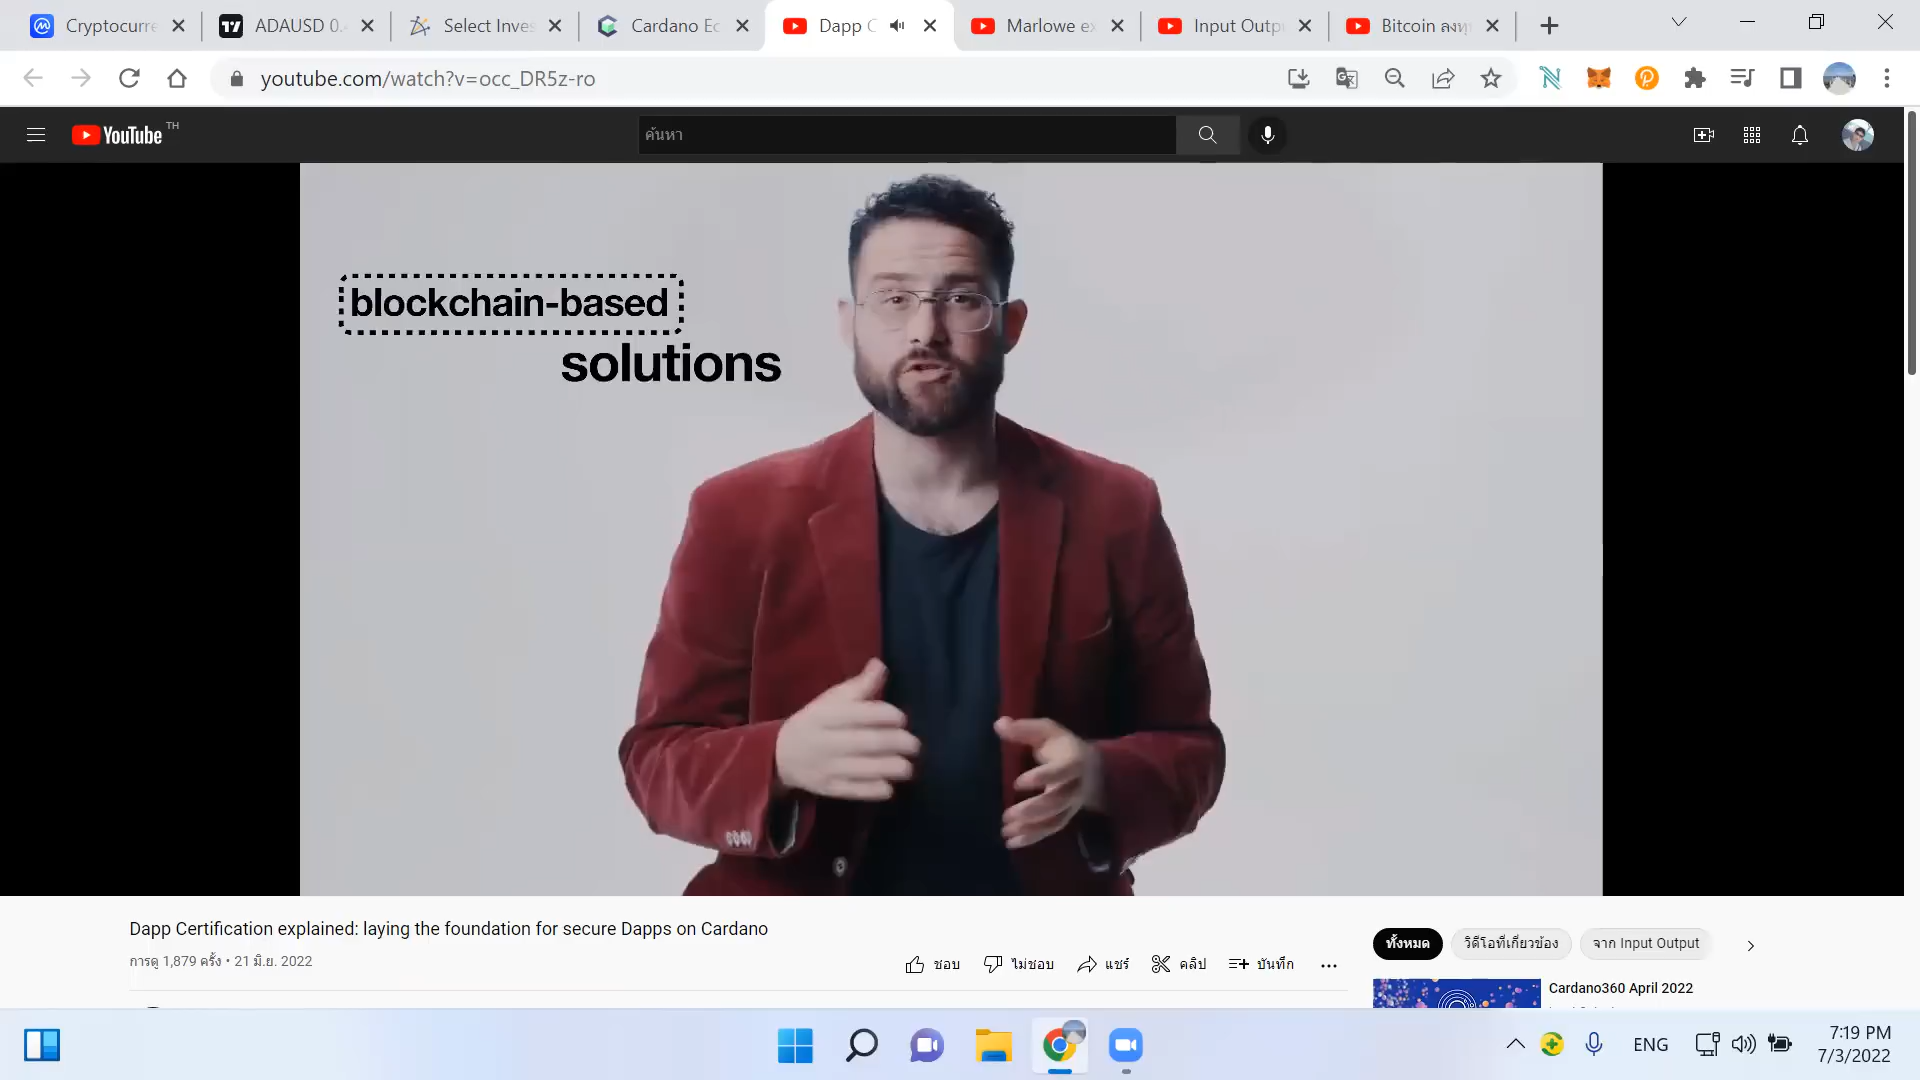 Cryptocurre
ADAUSD 0.
Select Inves
Cardano Ec
Dapp C
Marlowe ex
Input Outp
Bitcoin ลงทุ
youtube.com/watch?v=occ_DR5z-ro
YouTube TH
ค้นหา
blockchain-based
solutions
Dapp Certification explained: laying the foundation for secure Dapps on Cardano
การดู 1,879 ครั้ง • 21 มิ.ย. 2022
ชอบ
ไม่ชอบ
แชร์
คลิป
บันทึก
ทั้งหมด
วิดีโอที่เกี่ยวข้อง
จาก Input Output
Cardano360 April 2022
ENG
7:19 PM
7/3/2022